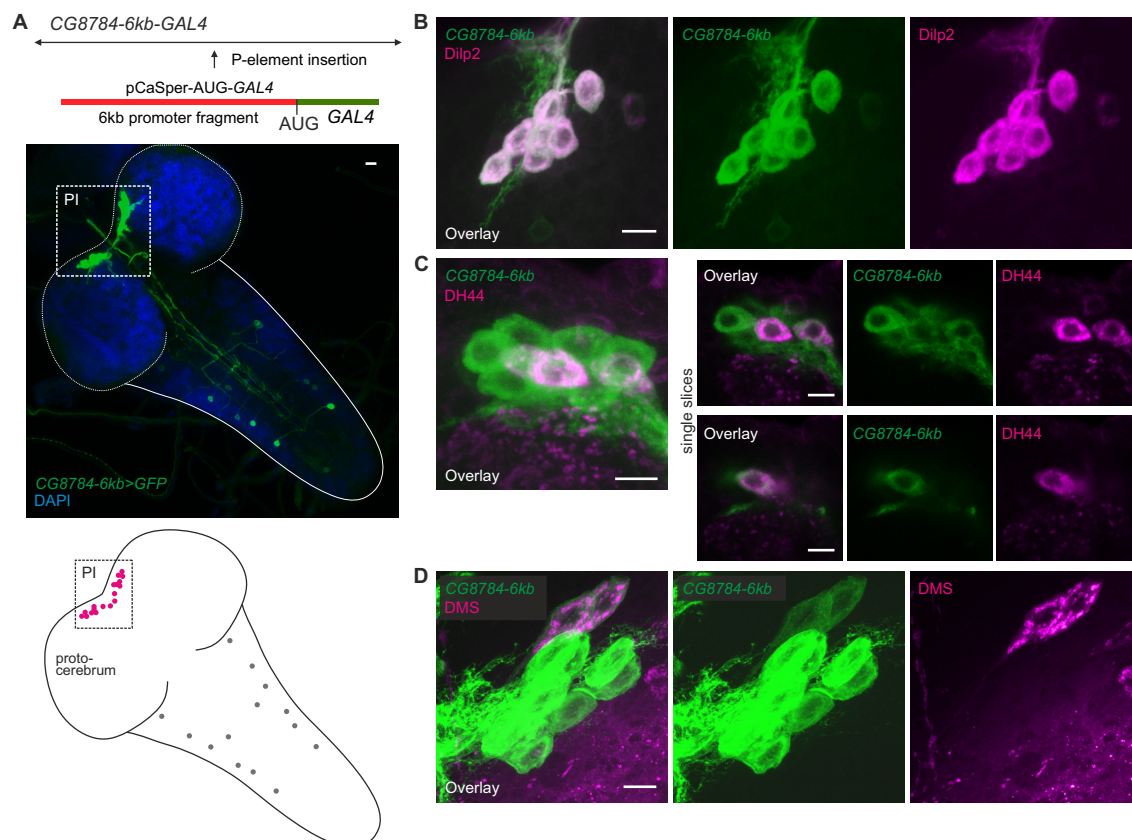 A
CG8784-6kb-GAL4
P-element insertion
pCaSper-AUG-GAL4
6kb promoter fragment
AUG
GAL4
PI
CG8784-6kb>GFP
DAPI
PI
proto-
cerebrum
B
CG8784-6kb
Dilp2
Overlay
CG8784-6kb
Dilp2
C
CG8784-6kb
DH44
Overlay
single slices
Overlay
CG8784-6kb
DH44
Overlay
CG8784-6kb
DH44
D
CG8784-6kb
DMS
Overlay
CG8784-6kb
DMS